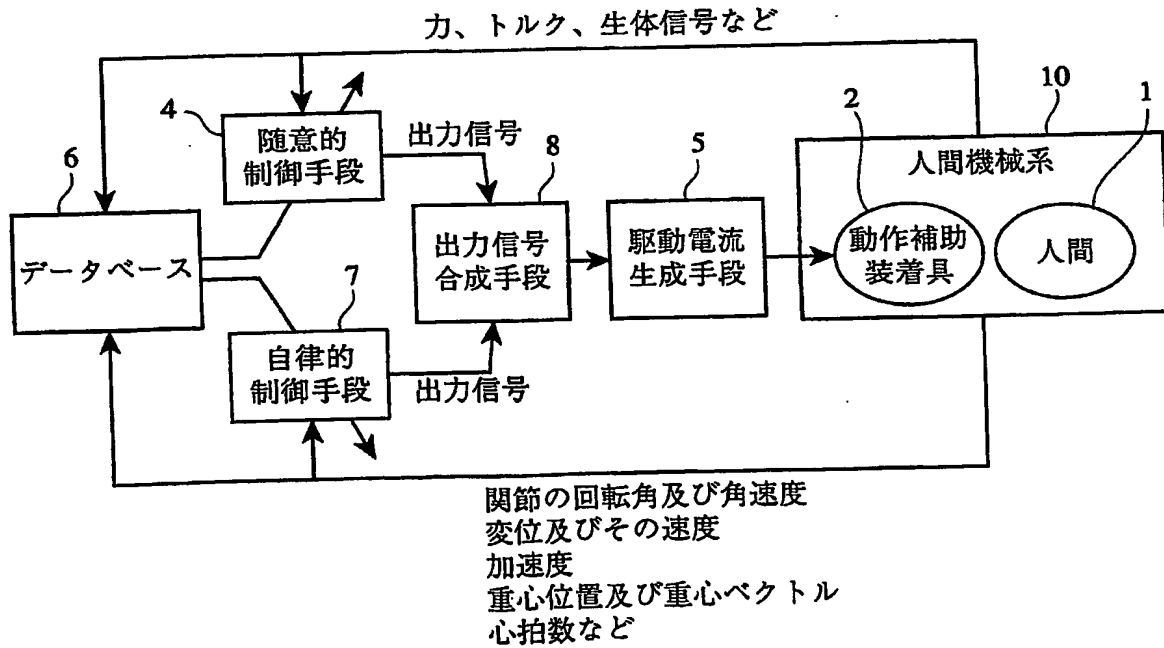 力、トルク、生体信号など
4
随意的
制御手段
出力信号
6
データベース
8
出力信号
合成手段
5
駆動電流
生成手段
10
1
人間機械系
2
動作補助
装着具
人間
7
自律的
制御手段
出力信号
関節の回転角及び角速度
変位及びその速度
加速度
重心位置及び重心ベクトル
心拍数など